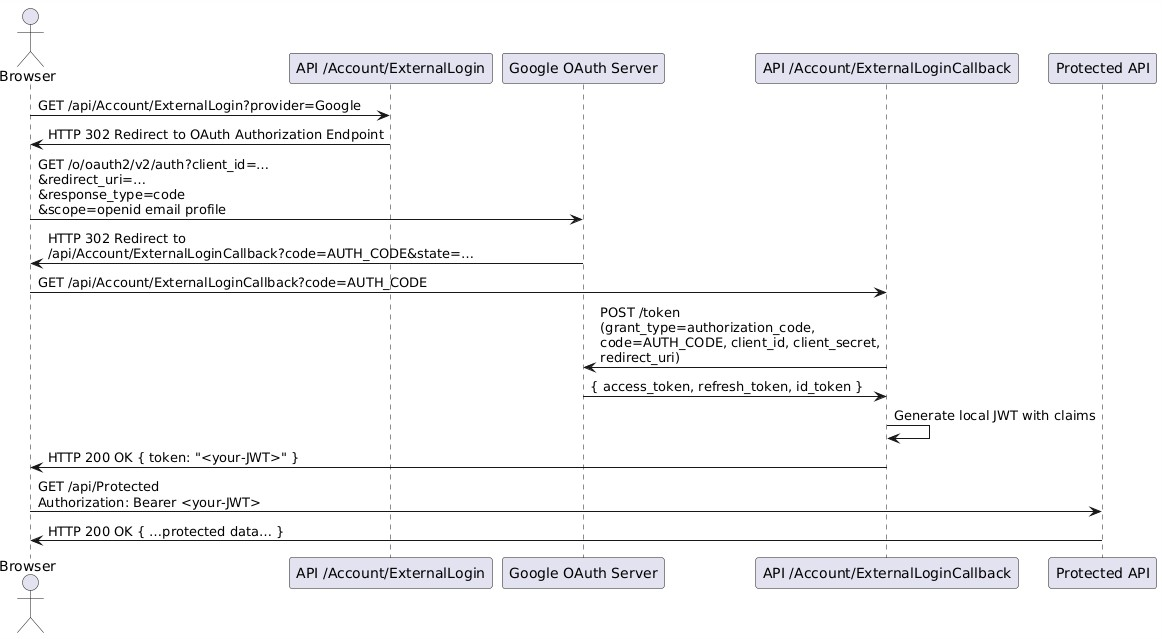 Browser
API /Account/ExternalLogin
Google OAuth Server
API /Account/ExternalLoginCallback
Protected API
GET /api/Account/ExternalLogin?provider=Google
HTTP 302 Redirect to OAuth Authorization Endpoint
GET /o/oauth2/v2/auth?client_id=...
&redirect_uri=...
&response_type=code
&scope=openid email profile
HTTP 302 Redirect to
/api/Account/ExternalLoginCallback?code=AUTH_CODE&state=...
GET /api/Account/ExternalLoginCallback?code=AUTH_CODE
POST /token
(grant_type=authorization_code,
code=AUTH_CODE, client_id, client_secret,
redirect_uri)
{ access_token, refresh_token, id_token }
Generate local JWT with claims
HTTP 200 OK { token: "<your-JWT>" }
GET /api/Protected
Authorization: Bearer <your-JWT>
HTTP 200 OK { ...protected data... }
Browser
API /Account/ExternalLogin
Google OAuth Server
API /Account/ExternalLoginCallback
Protected API